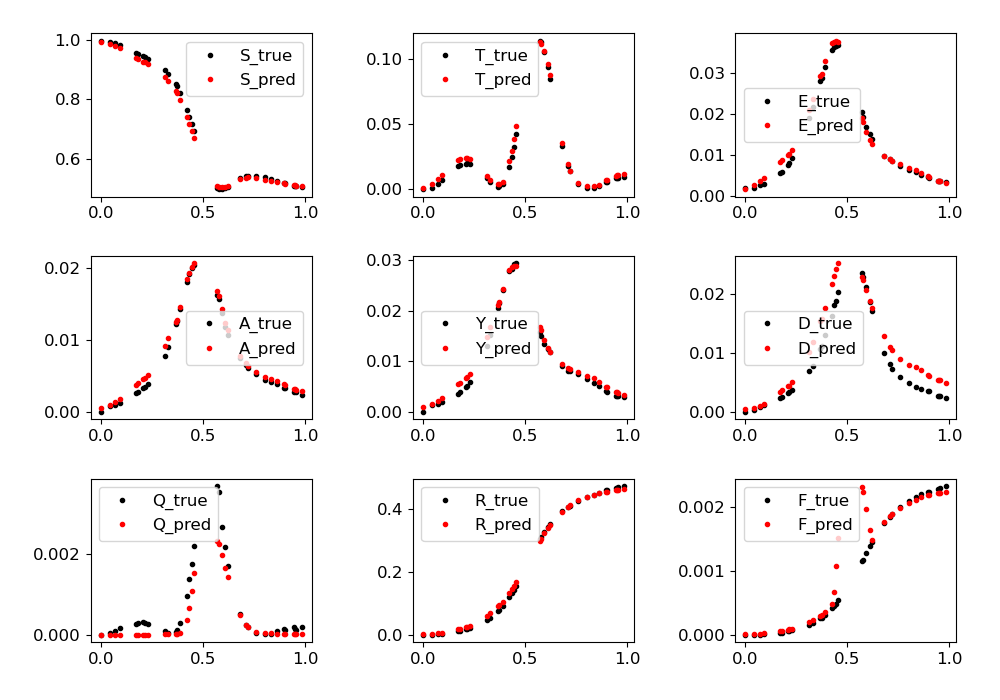 1.0
0.8
0.6
0.0 0.5 1.0
S_true
S_pred
0.10
0.05
0.00
0.0 0.5 1.0
T_true
T_pred
0.03
0.02
0.01
0.00
0.0 0.5 1.0
E_true
E_pred
0.02
0.01
0.00
0.0 0.5 1.0
A_true
A_pred
0.03
0.02
0.01
0.00
0.0 0.5 1.0
Y_true
Y_pred
0.02
0.01
0.00
0.0 0.5 1.0
D_true
D_pred
0.002
0.000
0.0 0.5 1.0
Q_true
Q_pred
0.4
0.2
0.0
0.0 0.5 1.0
R_true
R_pred
0.002
0.001
0.000
0.0 0.5 1.0
F_true
F_pred